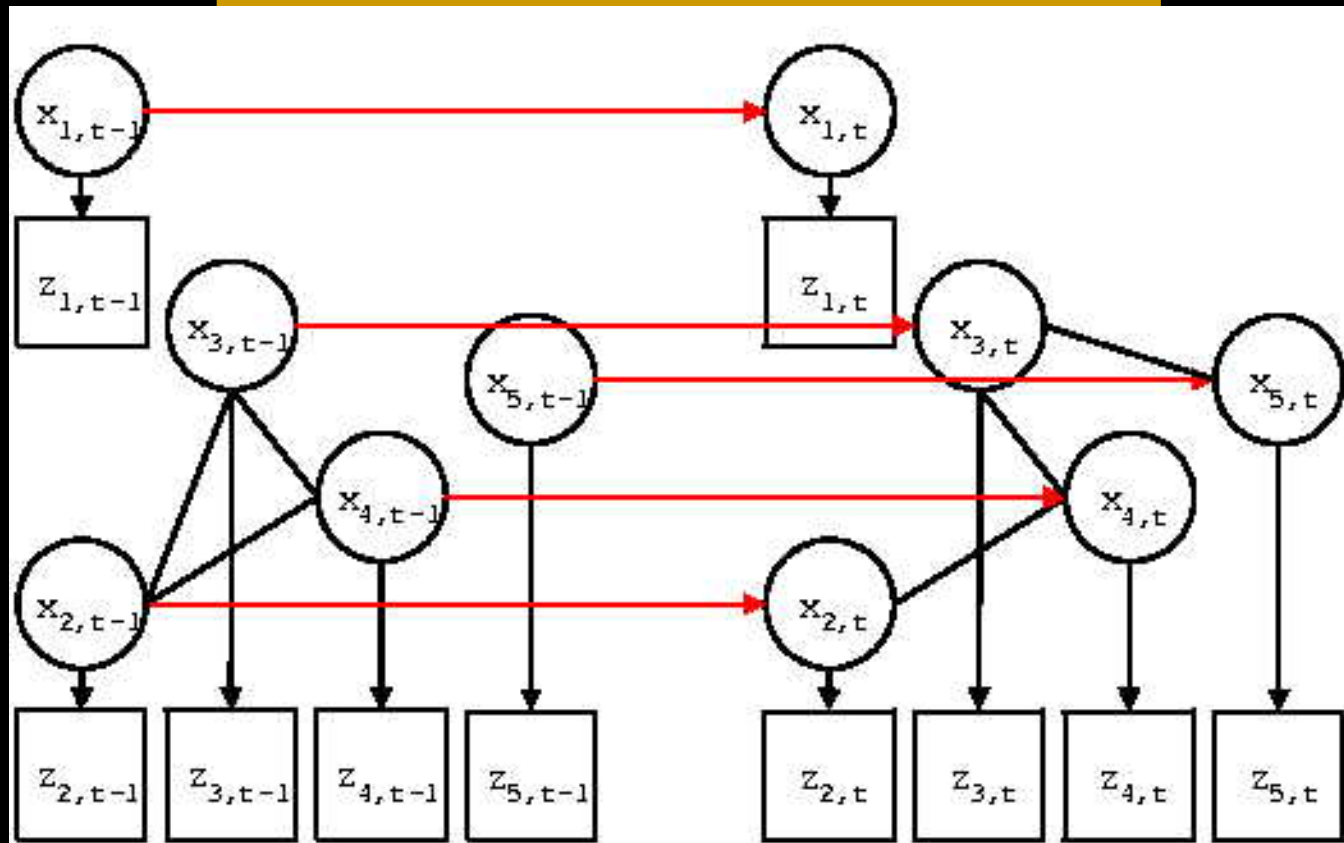 x1,t-1
x1,t
z1,t-1
z1,t
x3,t-1
x3,t
x5,t-1
x5,t
x4,t-1
x4,t
x2,t-1
x2,t
z2,t-1
z3,t-1
z4,t-1
z5,t-1
z2,t
z3,t
z4,t
z5,t